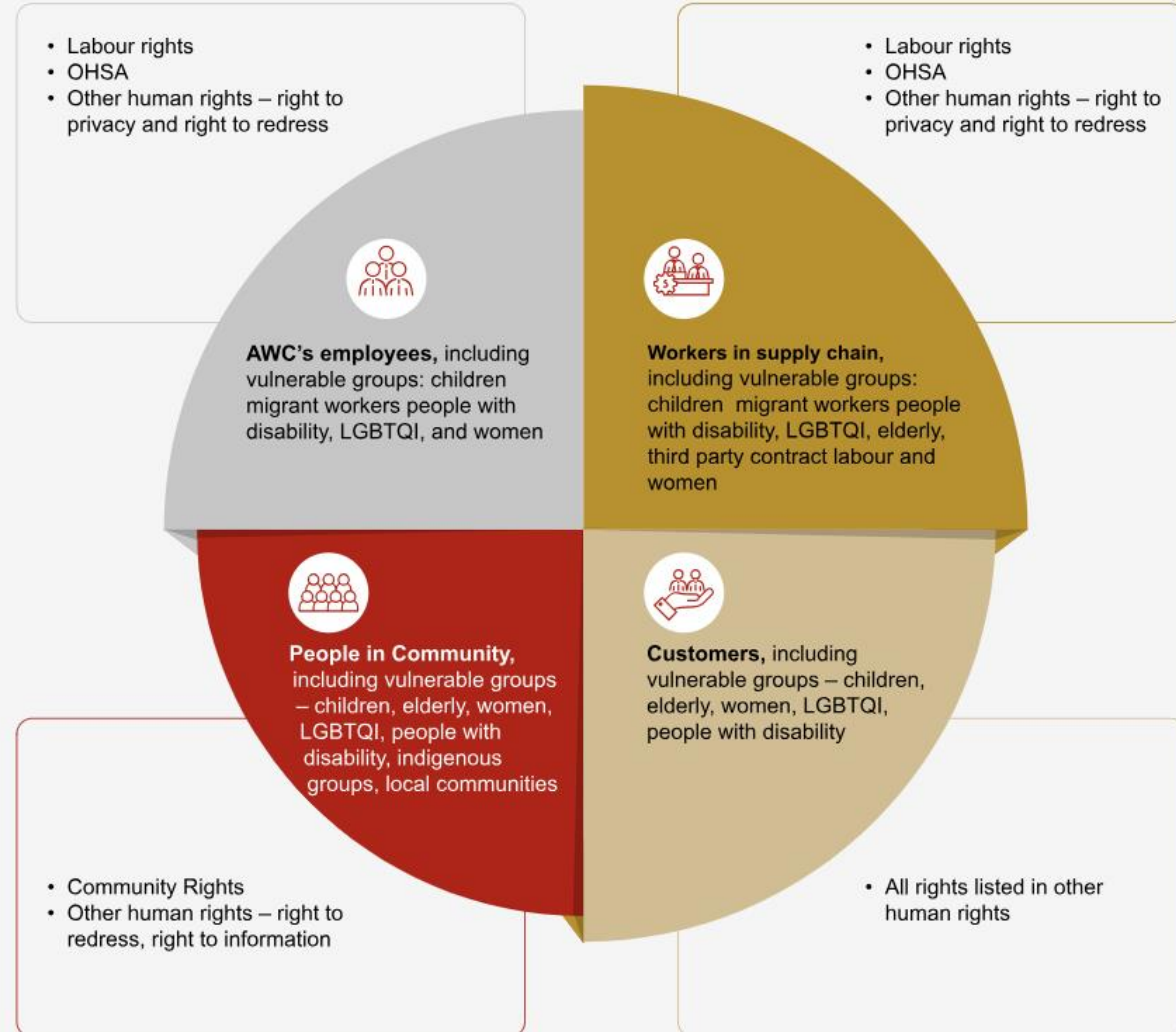 • Labour rights
• OHSA
• Other human rights – right to
privacy and right to redress
• Labour rights
• OHSA
• Other human rights – right to
privacy and right to redress
AWC’s employees, including
vulnerable groups: children
migrant workers people with
disability, LGBTQI, and women
Workers in supply chain,
including vulnerable groups:
children migrant workers people
with disability, LGBTQI, elderly,
third party contract labour and
women
People in Community,
including vulnerable groups
– children, elderly, women,
LGBTQI, people with
disability, indigenous
groups, local communities
Customers, including
vulnerable groups – children,
elderly, women, LGBTQI,
people with disability
• Community Rights
• Other human rights – right to
redress, right to information
• All rights listed in other
human rights